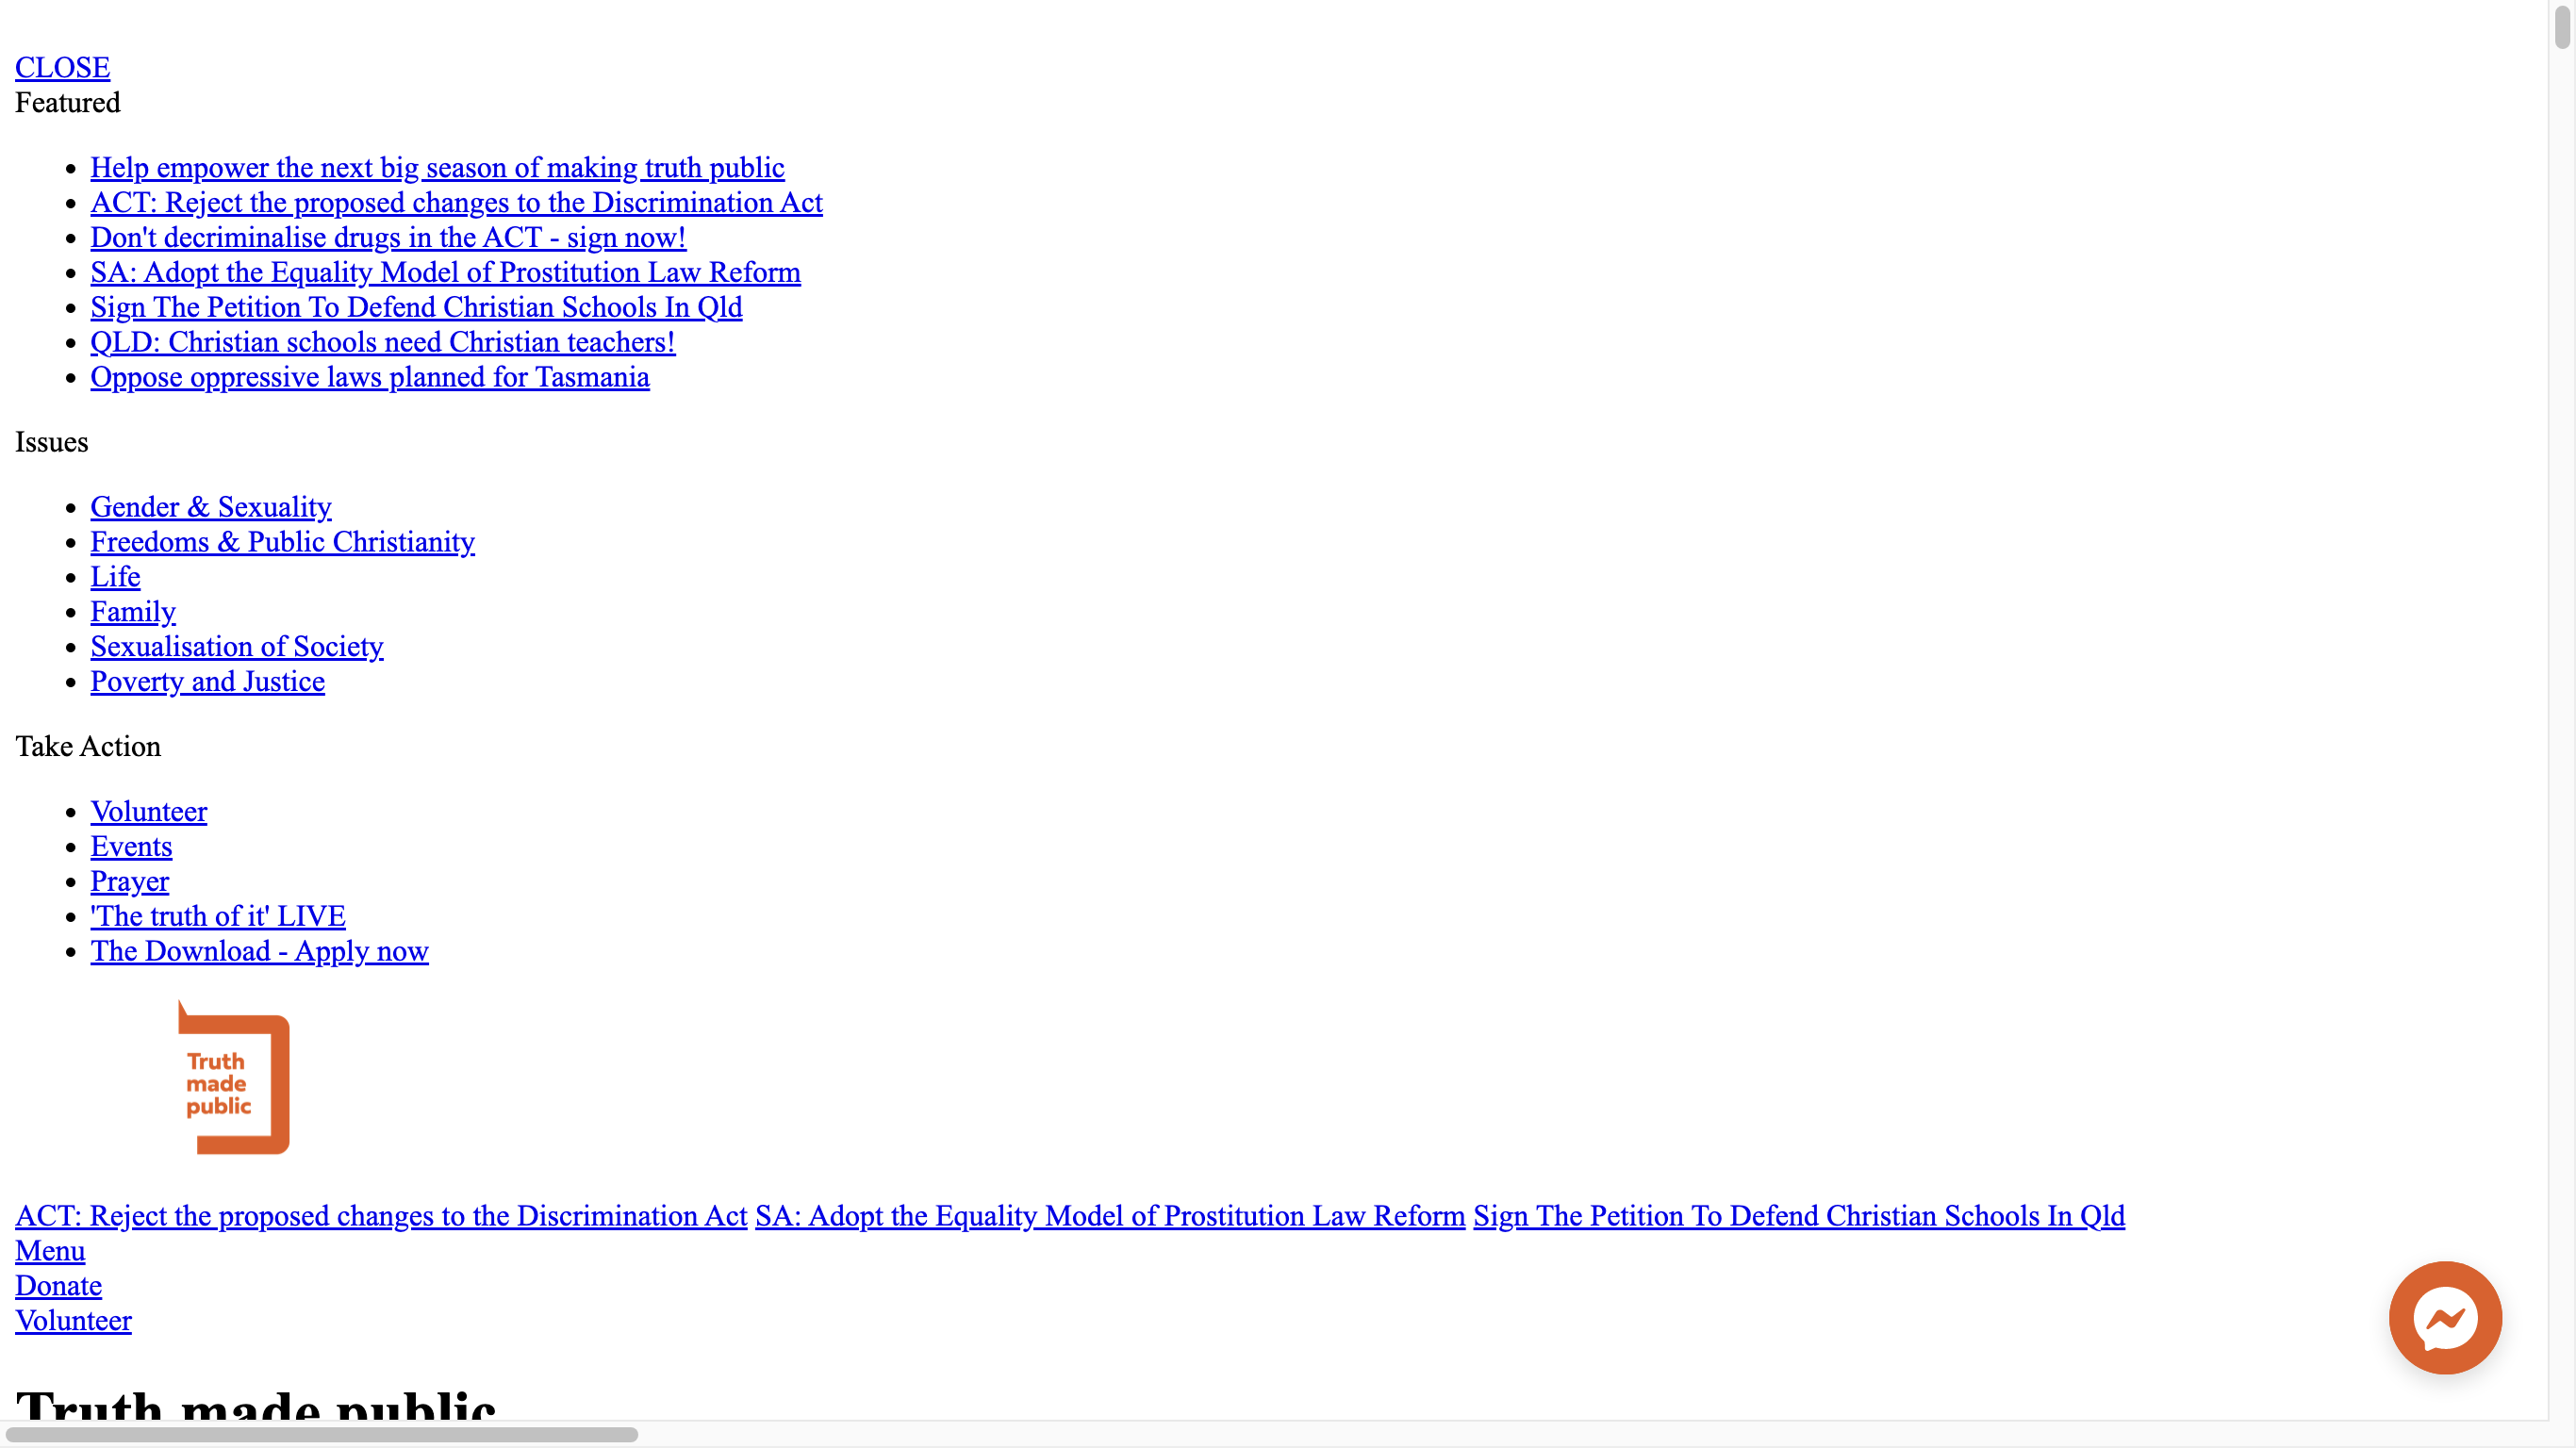 CLOSE
Featured
Help empower the next big season of making truth public
ACT: Reject the proposed changes to the Discrimination Act
Don't decriminalise drugs in the ACT - sign now!
SA: Adopt the Equality Model of Prostitution Law Reform
Sign The Petition To Defend Christian Schools In Qld
QLD: Christian schools need Christian teachers!
Oppose oppressive laws planned for Tasmania
Issues
Gender & Sexuality
Freedoms & Public Christianity
Life
Family
Sexualisation of Society
Poverty and Justice
Take Action
Volunteer
Events
Prayer
'The truth of it' LIVE
The Download - Apply now
Truth
made
public
ACT: Reject the proposed changes to the Discrimination Act SA: Adopt the Equality Model of Prostitution Law Reform Sign The Petition To Defend Christian Schools In Qld
Menu
Donate
Volunteer
Truth made public